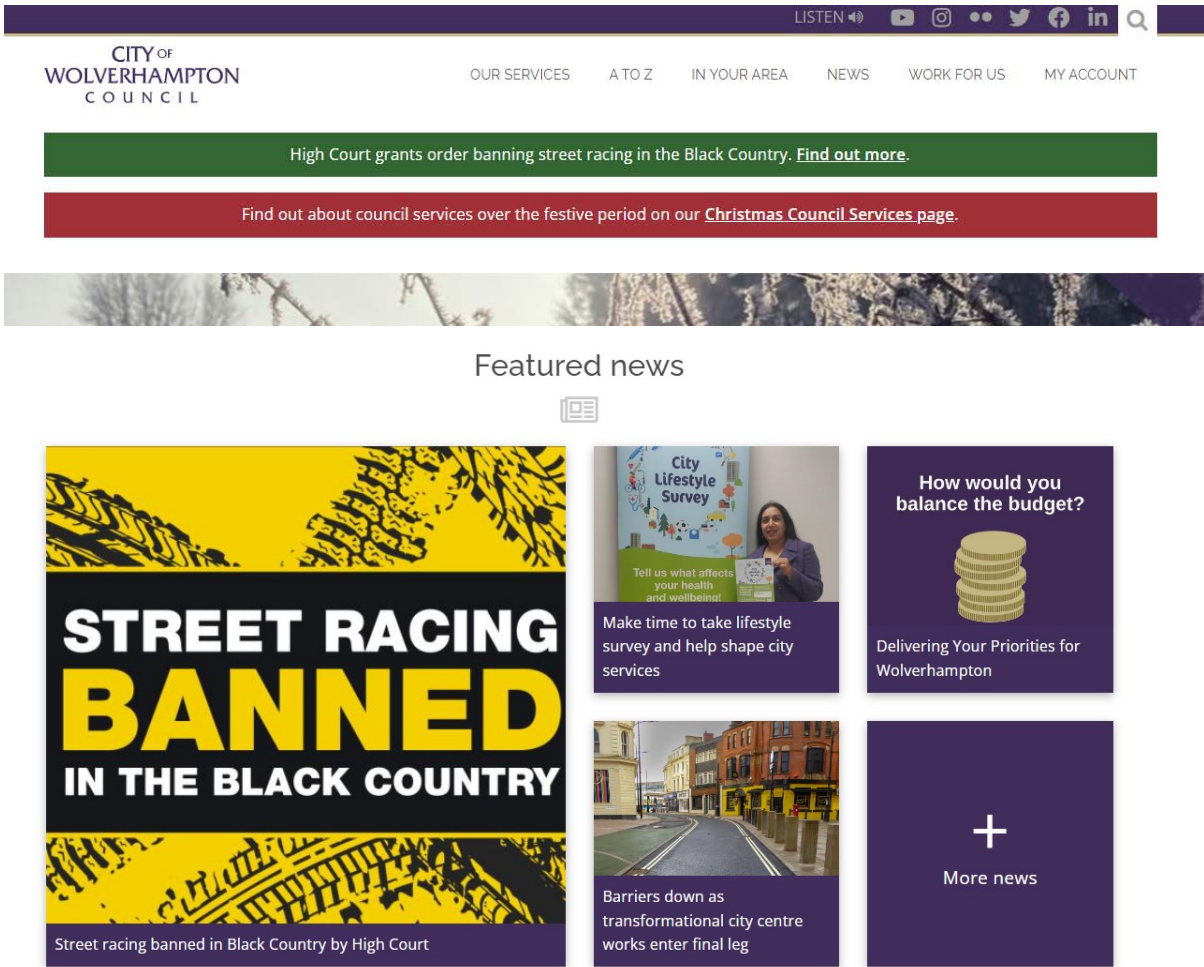 LISTEN
CITY OF
WOLVERHAMPTON
COUNCIL
OUR SERVICES
A TO Z
IN YOUR AREA
NEWS
WORK FOR US
MY ACCOUNT
High Court grants order banning street racing in the Black Country. Find out more.
Find out about council services over the festive period on our Christmas Council Services page.
Featured news
STREET RACING
BANNED
IN THE BLACK COUNTRY
Street racing banned in Black Country by High Court
City
Lifestyle
Survey
Tell us what affects
your health
and wellbeing!
Make time to take lifestyle
survey and help shape city
services
How would you
balance the budget?
Delivering Your Priorities for
Wolverhampton
Barriers down as
transformational city centre
works enter final leg
More news